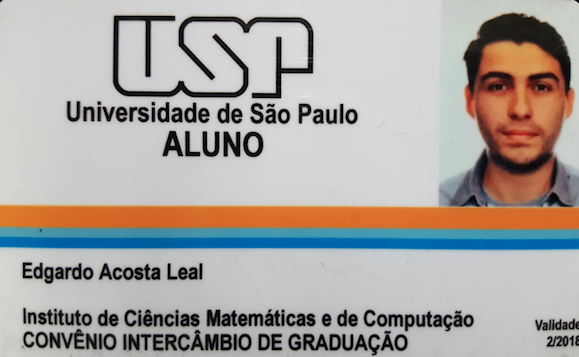 USP
Universidade de São Paulo
ALUNO
Edgardo Acosta Leal
Instituto de Ciências Matemáticas e de Computação
CONVÊNIO INTERCÂMBIO DE GRADUAÇÃO
Validade
2/2018